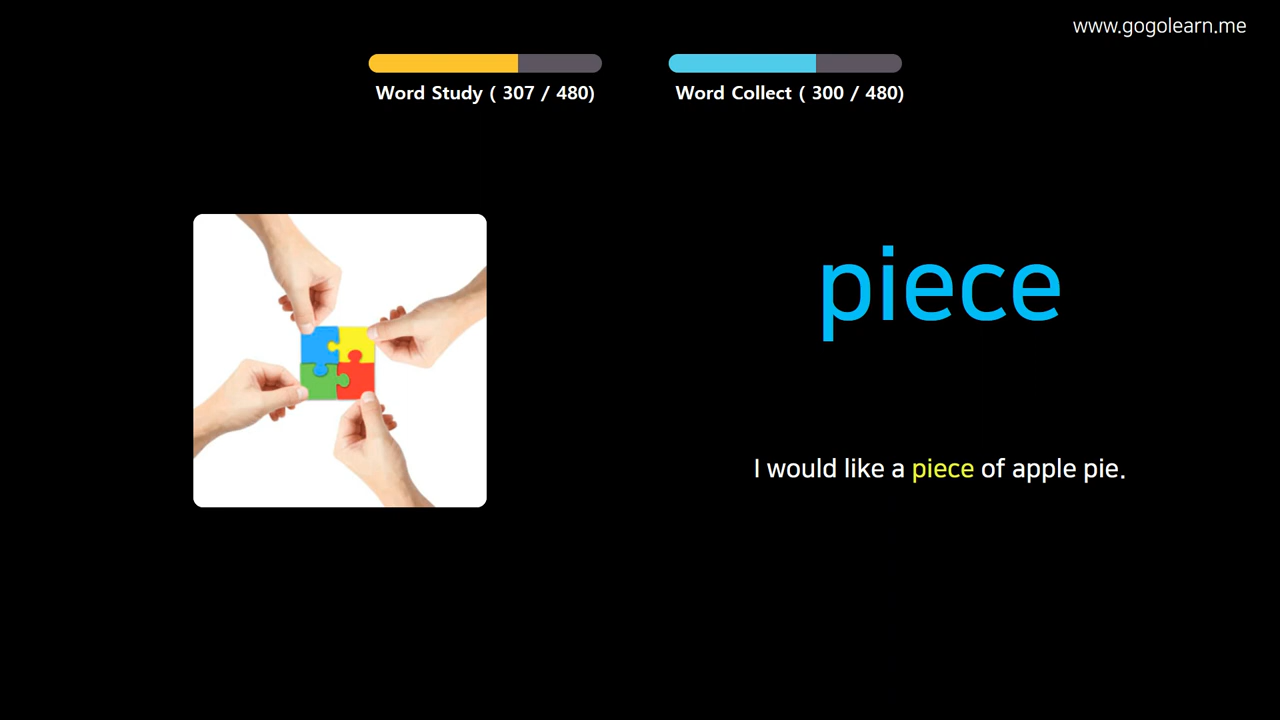 www.gogolearn.me
Word Study ( 307 / 480)
Word Collect ( 300 / 480)
piece
I would like a piece of apple pie.